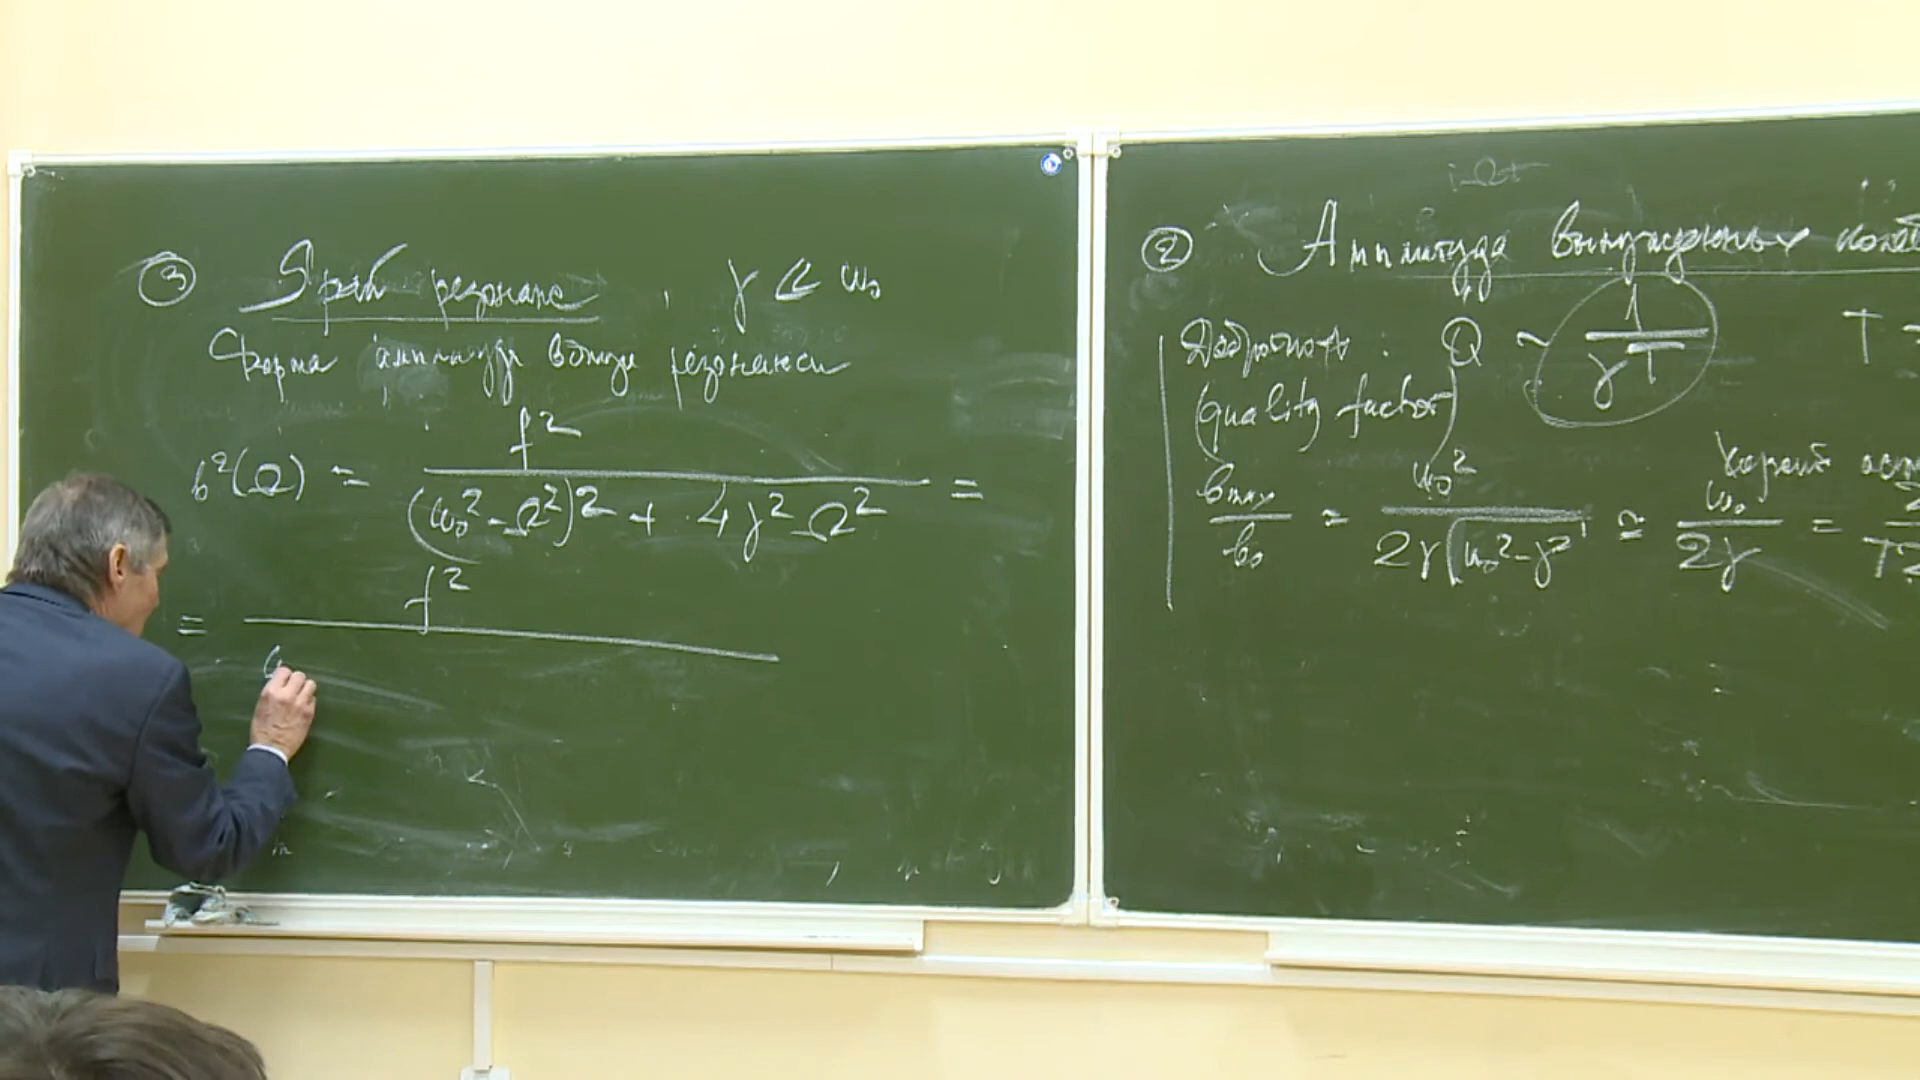 ③ Яркий резонанс, γ ≪ ω₀
Форма амплитуды вблизи резонанса
b²(Ω) = f² / ((ω₀² - Ω²)² + 4γ²Ω²) =
= f² / (
② Амплитуда вынужденных
Добротность : Q ~ 1 / γT
(quality factor)
b_max / b₀ = ω₀² / 2γ√(ω₀² - γ²) ≃ ω₀ / 2γ =